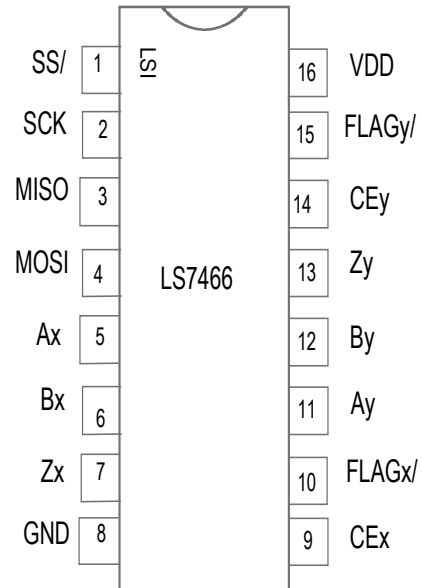 SS/ 1 LSI 16 VDD
SCK 2 15 FLAGy/
MISO 3 14 CEy
MOSI 4 LS7466 13 Zy
Ax 5 12 By
Bx 6 11 Ay
Zx 7 10 FLAGx/
GND 8 9 CEx